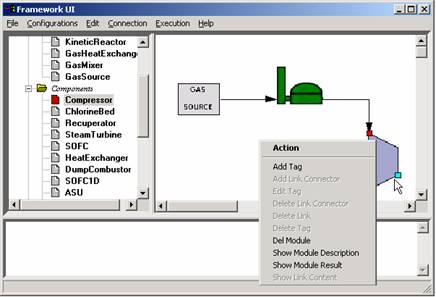 Framework UI
File Configurations Edit Connection Execution Help
KineticReactor
GasHeatExchange
GasMixer
GasSource
Components
Compressor
ChlorineBed
Recuperator
SteamTurbine
SOFC
HeatExchanger
DumpCombustor
SOFC1D
ASU
GAS
SOURCE
Action
Add Tag
Add Link Connector
Edit Tag
Delete Link Connector
Delete Link
Delete Tag
Del Module
Show Module Description
Show Module Result
Show Link Content